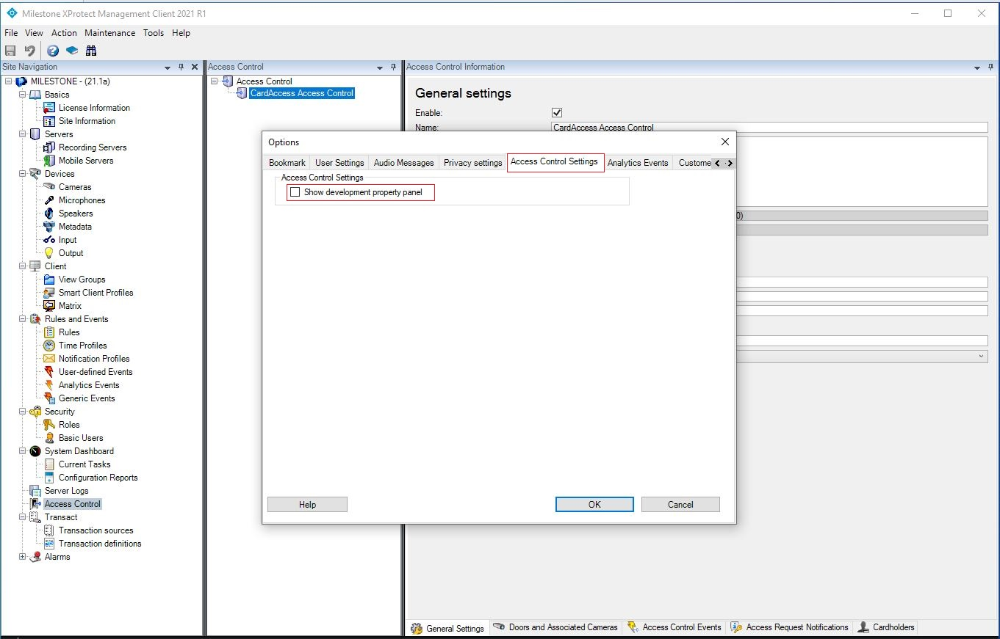 Milestone XProtect Management Client 2021 R1
File View Action Maintenance Tools Help
Site Navigation
MILESTONE - (21.1a)
Basics
License Information
Site Information
Servers
Recording Servers
Mobile Servers
Devices
Cameras
Microphones
Speakers
Metadata
Input
Output
Client
View Groups
Smart Client Profiles
Matrix
Rules and Events
Rules
Time Profiles
Notification Profiles
User-defined Events
Analytics Events
Generic Events
Security
Roles
Basic Users
System Dashboard
Current Tasks
Configuration Reports
Server Logs
Access Control
Transact
Transaction sources
Transaction definitions
Alarms
Access Control
Access Control
CardAccess Access Control
Access Control Information
General settings
Enable:
Name: CardAccess Access Control
0)
Options
Bookmark User Settings Audio Messages Privacy settings Access Control Settings Analytics Events Custome
Access Control Settings
Show development property panel
Help OK Cancel
General Settings Doors and Associated Cameras Access Control Events Access Request Notifications Cardholders